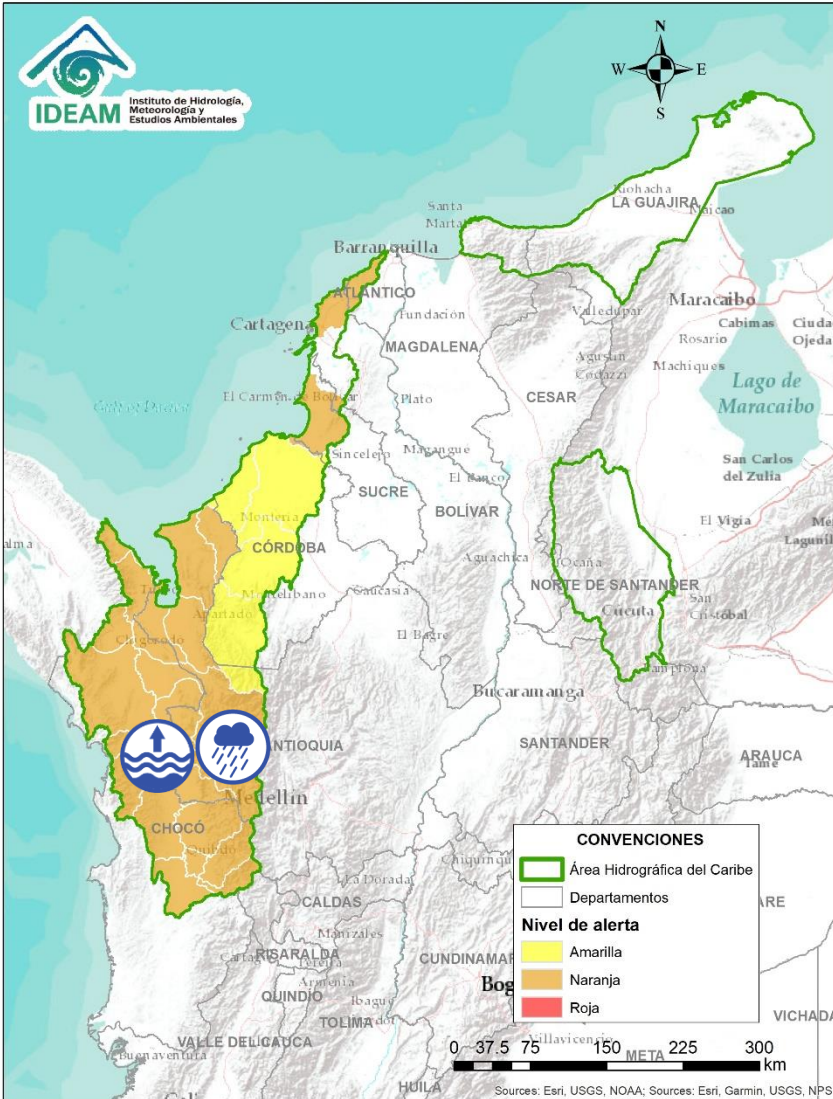 IDEAM
Instituto de Hidrología,
Meteorología y
Estudios Ambientales
N
W
E
S
Riohacha
LA GUAJIRA
Maicao
Santa
Marta
Barranquilla
ATLÁNTICO
Maracaibo
Fundación
Valledupar
Cabimas
Ciudad
Ojeda
Cartagena
Rosario
MAGDALENA
Agustín
Codazzi
Machiques
CESAR
Lago de
Maracaibo
El Carmen de Bolívar
Plato
Magangue
Sincelejo
San Carlos
del Zulia
El Banco
SUCRE
BOLÍVAR
El Vigía
Montería
CÓRDOBA
Aguachica
Ocaña
NORTE DE SANTANDER
Montelíbano
Caucasia
Apartadó
Cúcuta
San
Cristóbal
El Bagre
Pamplona
Bucaramanga
ANTIOQUIA
SANTANDER
ARAUCA
Tame
Medellín
CHOCÓ
Quibdó
La Dorada
CALDAS
Manizales
RISARALDA
Pereira
Armenia
QUINDÍO
Ibagué
TOLIMA
CUNDINAMAR
Bog
VALLE DEL CAUCA
Buenaventura
Villavicencio
META
VICHADA
HUILA
CONVENCIONES
Área Hidrográfica del Caribe
Departamentos
Nivel de alerta
Amarilla
Naranja
Roja
0 37.5 75 150 225 300
km
Sources: Esri, USGS, NOAA; Sources: Esri, Garmin, USGS, NPS